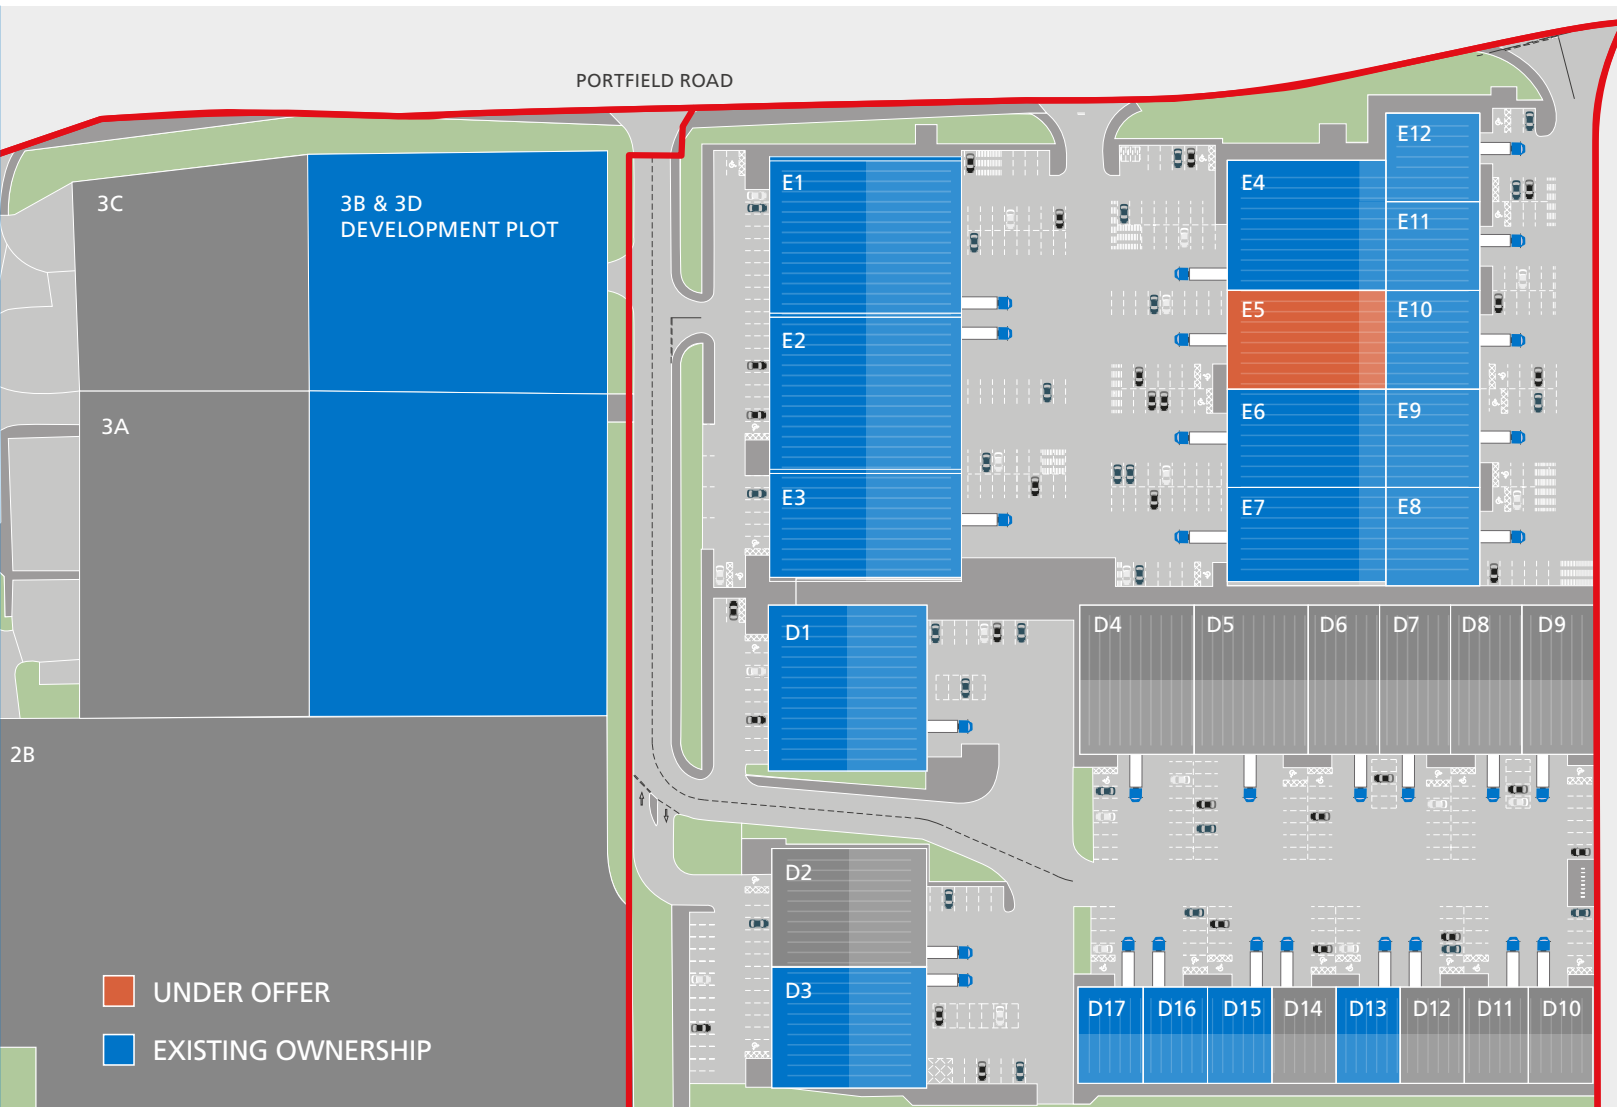 PORTFIELD ROAD
3C
3B & 3D
DEVELOPMENT PLOT
3A
2B
E1
E2
E3
E4
E5
E6
E7
E12
E11
E10
E9
E8
D1
D2
D3
D4
D5
D6
D7
D8
D9
D17
D16
D15
D14
D13
D12
D11
D10
UNDER OFFER
EXISTING OWNERSHIP